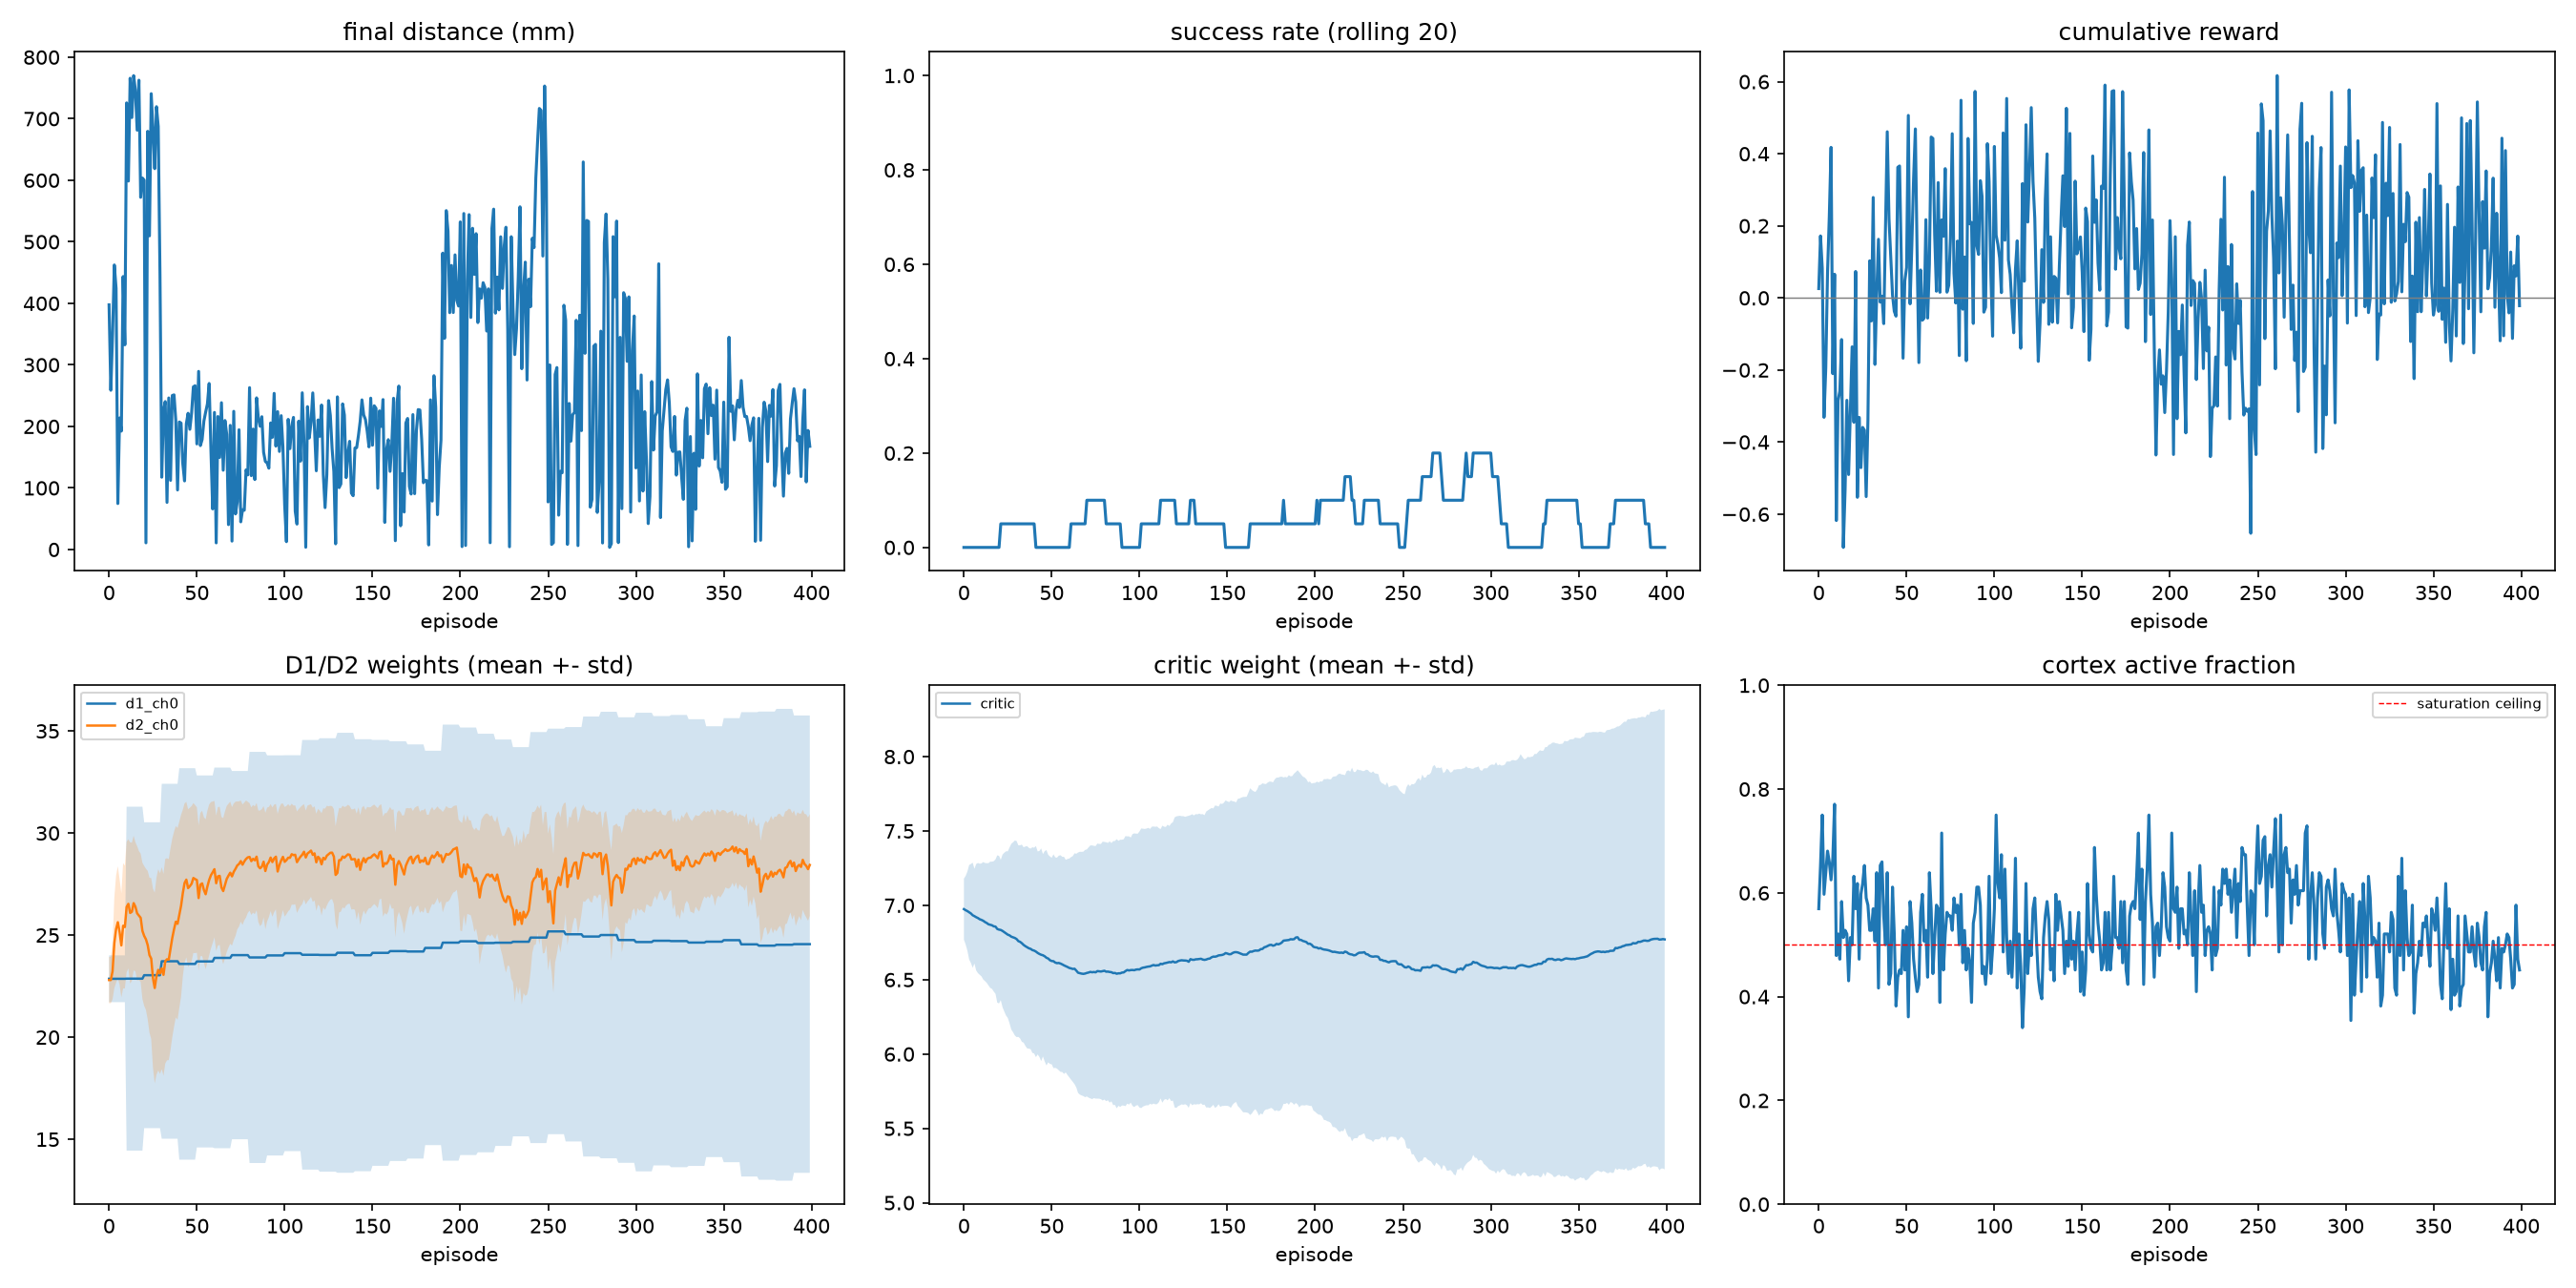 final distance (mm)
800
700
600
500
400
300
200
100
0
0 50 100 150 200 250 300 350 400
episode
success rate (rolling 20)
1.0
0.8
0.6
0.4
0.2
0.0
0 50 100 150 200 250 300 350 400
episode
cumulative reward
0.6
0.4
0.2
0.0
−0.2
−0.4
−0.6
0 50 100 150 200 250 300 350 400
episode
D1/D2 weights (mean +- std)
d1_ch0
d2_ch0
35
30
25
20
15
0 50 100 150 200 250 300 350 400
episode
critic weight (mean +- std)
critic
8.0
7.5
7.0
6.5
6.0
5.5
5.0
0 50 100 150 200 250 300 350 400
episode
cortex active fraction
saturation ceiling
1.0
0.8
0.6
0.4
0.2
0.0
0 50 100 150 200 250 300 350 400
episode